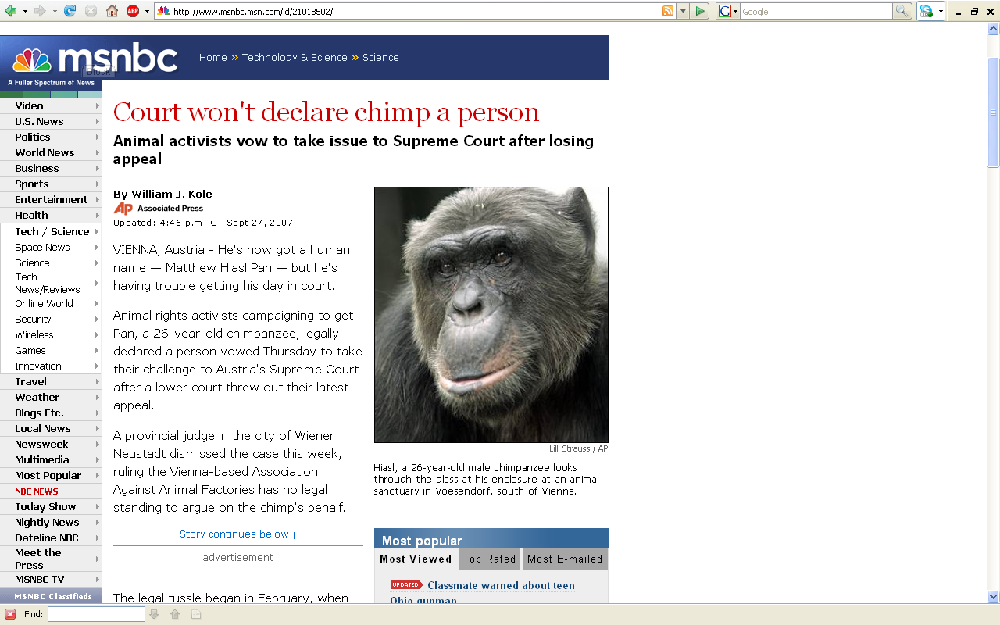 ABP
http://www.msnbc.msn.com/id/21018502/
G
Google
msnbc
Block
A Fuller Spectrum of News
Home » Technology & Science » Science
Video
U.S. News
Politics
World News
Business
Sports
Entertainment
Health
Tech / Science
Space News
Science
Tech
News/Reviews
Online World
Security
Wireless
Games
Innovation
Travel
Weather
Blogs Etc.
Local News
Newsweek
Multimedia
Most Popular
NBC NEWS
Today Show
Nightly News
Dateline NBC
Meet the
Press
MSNBC TV
MSNBC Classifieds
Court won't declare chimp a person
Animal activists vow to take issue to Supreme Court after losing
appeal
By William J. Kole
AP Associated Press
Updated: 4:46 p.m. CT Sept 27, 2007
VIENNA, Austria - He's now got a human
name — Matthew Hiasl Pan — but he's
having trouble getting his day in court.
Animal rights activists campaigning to get
Pan, a 26-year-old chimpanzee, legally
declared a person vowed Thursday to take
their challenge to Austria's Supreme Court
after a lower court threw out their latest
appeal.
A provincial judge in the city of Wiener
Neustadt dismissed the case this week,
ruling the Vienna-based Association
Against Animal Factories has no legal
standing to argue on the chimp's behalf.
Story continues below ↓
advertisement
The legal tussle began in February, when
Lilli Strauss / AP
Hiasl, a 26-year-old male chimpanzee looks
through the glass at his enclosure at an animal
sanctuary in Voesendorf, south of Vienna.
Most popular
Most Viewed Top Rated Most E-mailed
UPDATED Classmate warned about teen
Ohio gunman
Find: